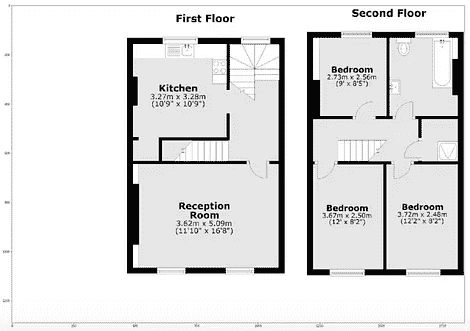 First Floor
Second Floor
Kitchen
3.27m x 3.28m
(10'9" x 10'9")
Bedroom
2.73m x 2.56m
(9' x 8'5")
Reception
Room
3.62m x 5.09m
(11'10" x 16'8")
Bedroom
3.67m x 2.50m
(12' x 8'2")
Bedroom
3.72m x 2.48m
(12'2" x 8'2")